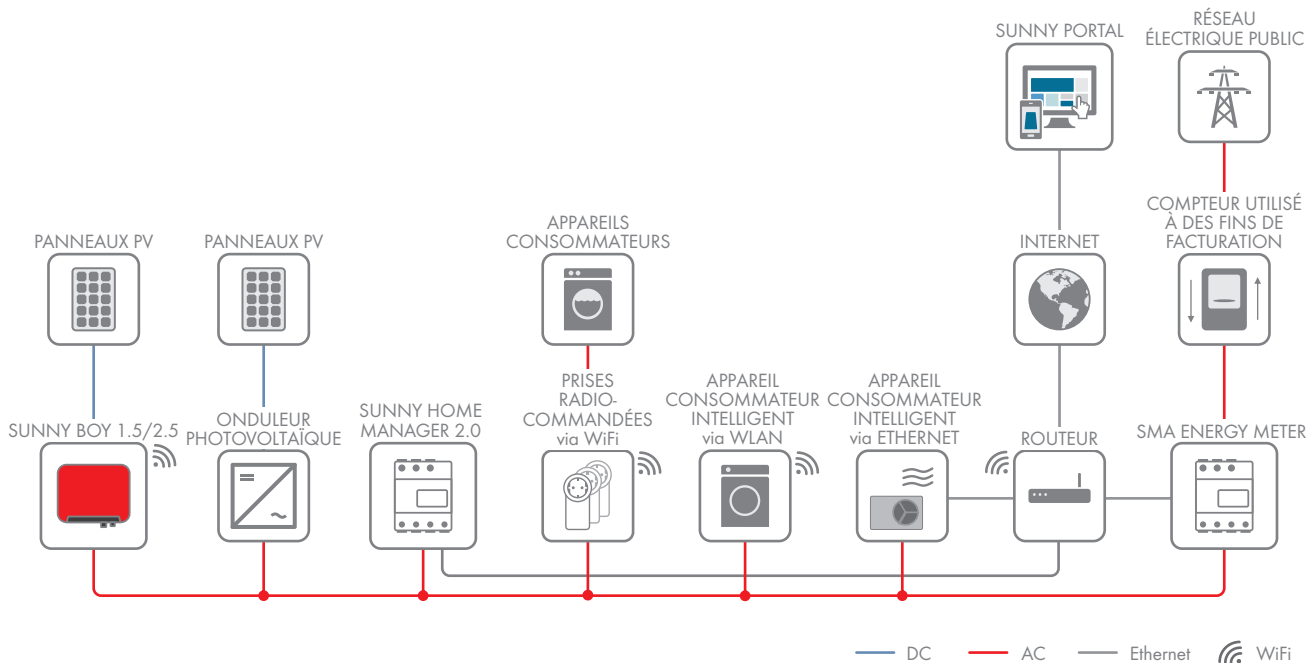 SUNNY PORTAL
RÉSEAU
ÉLECTRIQUE PUBLIC
PANNEAUX PV
PANNEAUX PV
APPAREILS
CONSOMMATEURS
INTERNET
COMPTEUR UTILISÉ
À DES FINS DE
FACTURATION
SUNNY BOY 1.5/2.5
ONDULEUR
PHOTOVOLTAÏQUE
SUNNY HOME
MANAGER 2.0
PRISES
RADIO-
COMMANDÉES
via WiFi
APPAREIL
CONSOMMATEUR
INTELLIGENT
via WLAN
APPAREIL
CONSOMMATEUR
INTELLIGENT
via ETHERNET
ROUTEUR
SMA ENERGY METER
DC
AC
Ethernet
WiFi